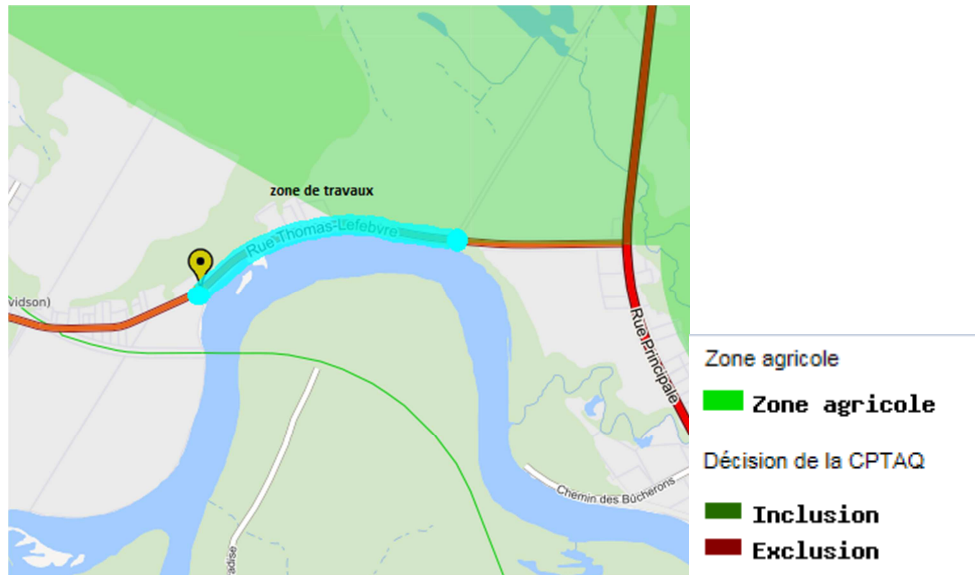 zone de travaux
Rue Thomas-Lefebvre
vidson)
Rue Principale
Chemin des Bûcherons
radise
Zone agricole
Zone agricole
Décision de la CPTAQ
Inclusion
Exclusion